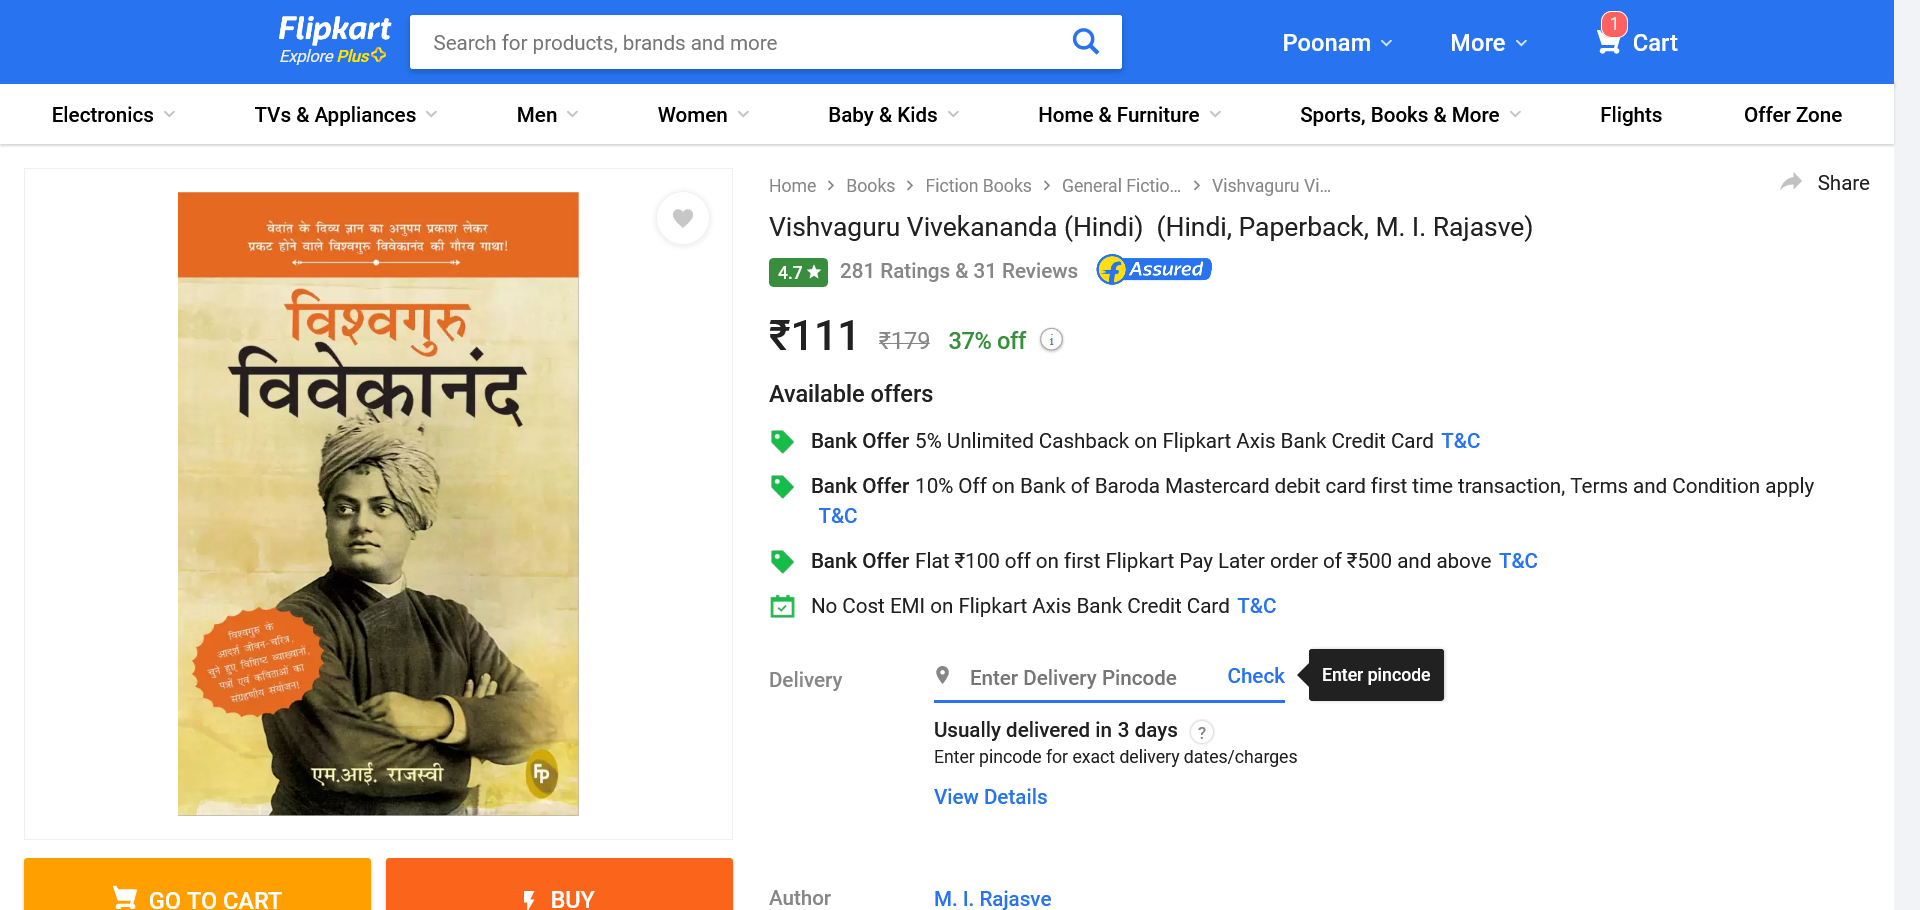 Flipkart
Explore Plus
Search for products, brands and more
Poonam
More
1
Cart
Electronics
TVs & Appliances
Men
Women
Baby & Kids
Home & Furniture
Sports, Books & More
Flights
Offer Zone
वेदांत के दिव्य ज्ञान का अनुपम प्रकाश लेकर
प्रकट होने वाले विश्वगुरु विवेकानंद की गौरव गाथा!
विश्वगुरु
विवेकानंद
विश्वगुरु के
आदर्श जीवन-चरित्र,
चुने हुए विशिष्ट व्याख्यानों,
पत्रों एवं कविताओं का
संग्रहणीय संयोजन!
एम.आई. राजस्वी
FP
GO TO CART
BUY
Home > Books > Fiction Books > General Fictio... > Vishvaguru Vi...
Share
Vishvaguru Vivekananda (Hindi) (Hindi, Paperback, M. I. Rajasve)
4.7 ★ 281 Ratings & 31 Reviews
f Assured
₹111 ₹179 37% off i
Available offers
Bank Offer 5% Unlimited Cashback on Flipkart Axis Bank Credit Card T&C
Bank Offer 10% Off on Bank of Baroda Mastercard debit card first time transaction, Terms and Condition apply
T&C
Bank Offer Flat ₹100 off on first Flipkart Pay Later order of ₹500 and above T&C
No Cost EMI on Flipkart Axis Bank Credit Card T&C
Delivery
Enter Delivery Pincode
Check
Enter pincode
Usually delivered in 3 days ?
Enter pincode for exact delivery dates/charges
View Details
Author
M. I. Rajasve